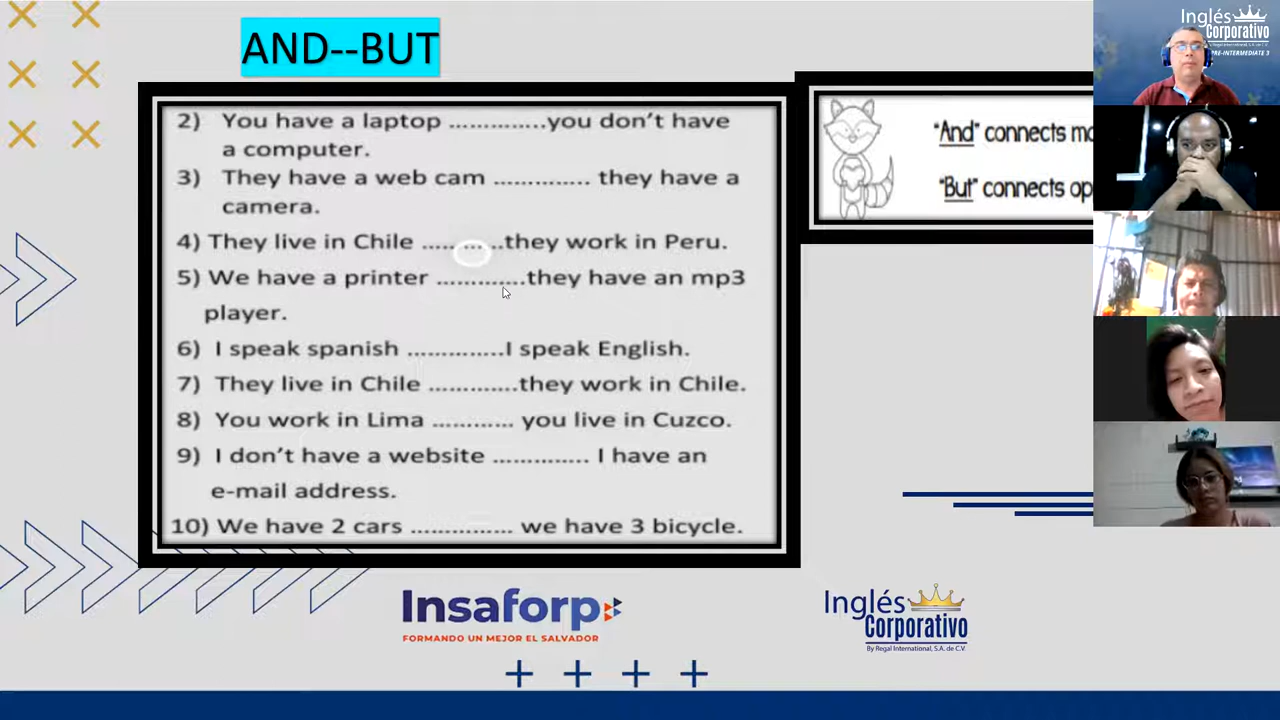 AND--BUT
2) You have a laptop ..............you don't have
a computer.
3) They have a web cam .............. they have a
camera.
4) They live in Chile ..............they work in Peru.
5) We have a printer ..............they have an mp3
player.
6) I speak spanish ..............I speak English.
7) They live in Chile .............they work in Chile.
8) You work in Lima ............ you live in Cuzco.
9) I don't have a website .............. I have an
e-mail address.
10) We have 2 cars ............... we have 3 bicycle.
"And" connects
"But" connects
Inglés
Corporativo
By Regal International, S.A. de C.V.
PRE-INTERMEDIATE 3
Insaforp
FORMANDO UN MEJOR EL SALVADOR
Inglés
Corporativo
By Regal International, S.A. de C.V.